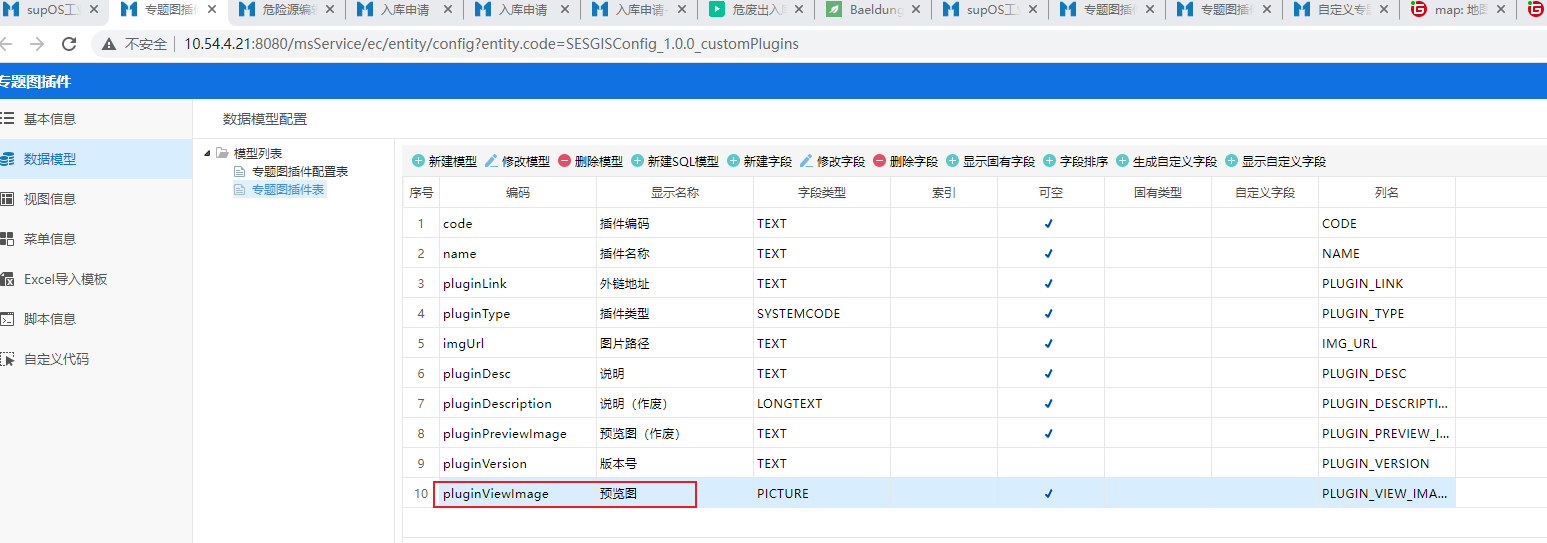 supOS工
专题图插件
危险源编辑
入库申请
入库申请
入库申请 -
危废出入库
Baeldung
supOS工业
专题图插件
专题图插件
自定义专题
map: 地图
不安全 10.54.4.21:8080/msService/ec/entity/config?entity.code=SESGISConfig_1.0.0_customPlugins
专题图插件
基本信息
数据模型
视图信息
菜单信息
Excel导入模板
脚本信息
自定义代码
数据模型配置
模型列表
专题图插件配置表
专题图插件表
新建模型 修改模型 删除模型 新建SQL模型 新建字段 修改字段 删除字段 显示固有字段 字段排序 生成自定义字段 显示自定义字段
序号 编码 显示名称 字段类型 索引 可空 固有类型 自定义字段 列名
1 code 插件编码 TEXT ✔ CODE
2 name 插件名称 TEXT ✔ NAME
3 pluginLink 外链地址 TEXT ✔ PLUGIN_LINK
4 pluginType 插件类型 SYSTEMCODE ✔ PLUGIN_TYPE
5 imgUrl 图片路径 TEXT ✔ IMG_URL
6 pluginDesc 说明 TEXT ✔ PLUGIN_DESC
7 pluginDescription 说明（作废） LONGTEXT ✔ PLUGIN_DESCRIPTI...
8 pluginPreviewImage 预览图（作废） TEXT ✔ PLUGIN_PREVIEW_I...
9 pluginVersion 版本号 TEXT PLUGIN_VERSION
10 pluginViewImage 预览图 PICTURE ✔ PLUGIN_VIEW_IMA...